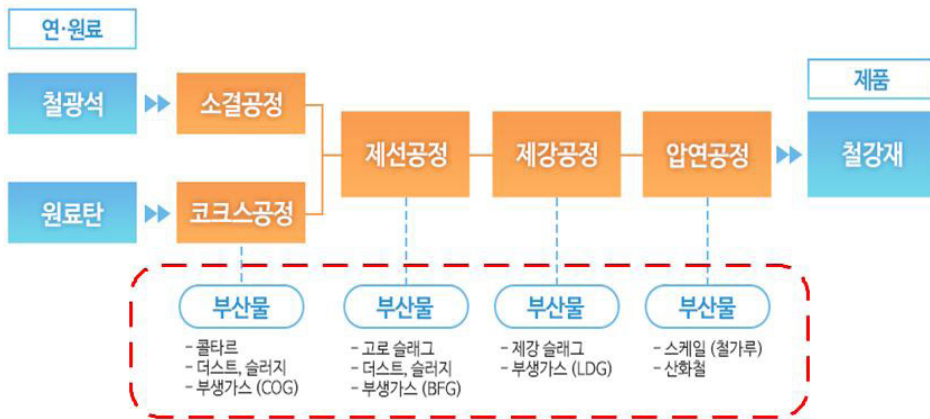 연·원료
철광석
소결공정
원료탄
코크스공정
제선공정
제강공정
압연공정
제품
철강재
부산물
- 콜타르
- 더스트, 슬러지
- 부생가스 (COG)
부산물
- 고로 슬래그
- 더스트, 슬러지
- 부생가스 (BFG)
부산물
- 제강 슬래그
- 부생가스 (LDG)
부산물
- 스케일 (철가루)
- 산화철